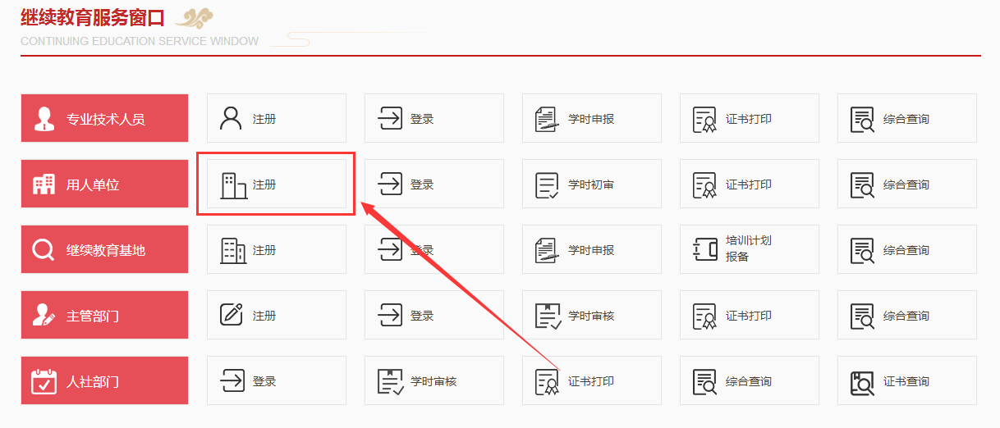 继续教育服务窗口
CONTINUING EDUCATION SERVICE WINDOW
专业技术人员 注册 登录 学时申报 证书打印 综合查询
用人单位 注册 登录 学时初审 证书打印 综合查询
继续教育基地 注册 登录 学时申报 培训计划 综合查询
报备
主管部门 注册 登录 学时审核 证书打印 综合查询
人社部门 登录 学时审核 证书打印 综合查询 证书查询